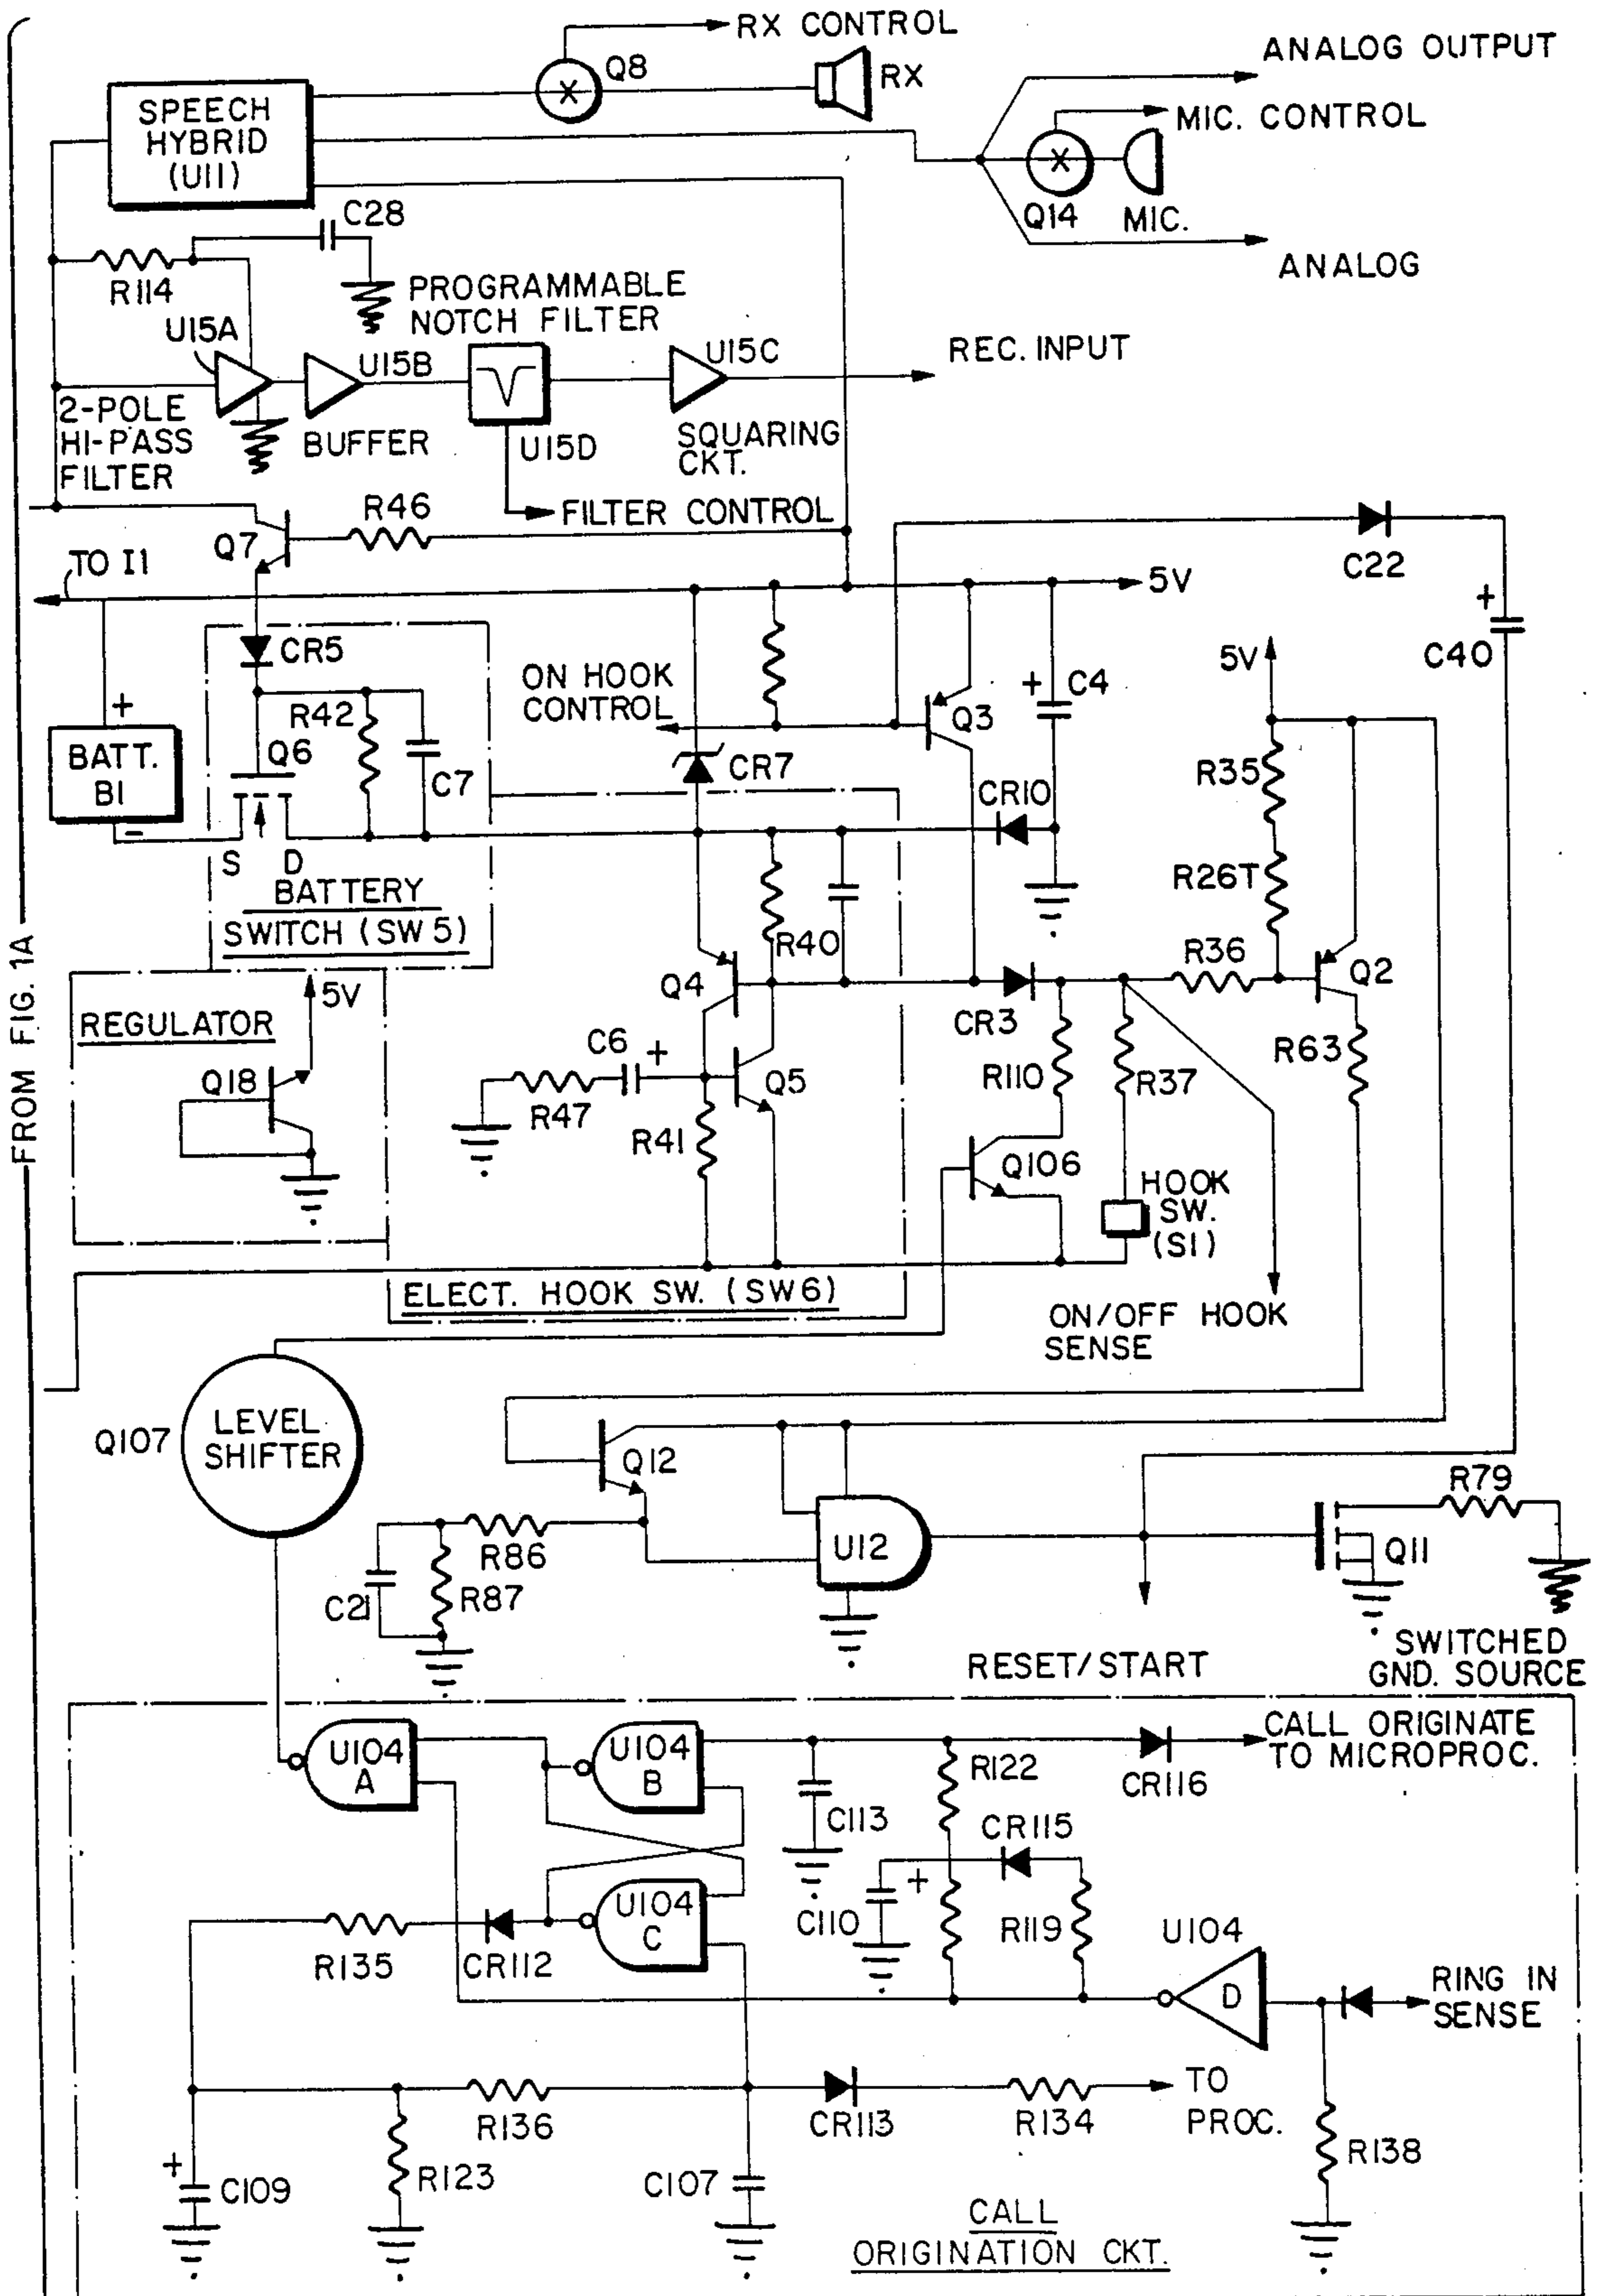 RX CONTROL
Q8
RX
ANALOG OUTPUT
SPEECH
HYBRID
(U11)
MIC. CONTROL
Q14
MIC.
ANALOG
C28
R114
PROGRAMMABLE
NOTCH FILTER
U15A
U15B
U15C
REC. INPUT
2-POLE
HI-PASS
FILTER
BUFFER
U15D
SQUARING
CKT.
R46
FILTER CONTROL
Q7
C22
TO I1
5V
+
C40
CR5
ON HOOK
CONTROL
5V
+
C4
Q3
+
BATT.
B1
-
R42
Q6
C7
CR7
R35
CR10
S
D
R26T
BATTERY
SWITCH (SW5)
R40
R36
Q2
FROM FIG. 1A
Q4
5V
CR3
REGULATOR
C6
+
R63
Q18
R47
Q5
R110
R37
R41
Q106
HOOK
SW.
(S1)
ELECT. HOOK SW. (SW6)
ON/OFF HOOK
SENSE
Q107
LEVEL
SHIFTER
Q12
R79
R86
U12
Q11
C21
R87
RESET/START
SWITCHED
GND. SOURCE
U104
A
U104
B
CALL ORIGINATE
TO MICROPROC.
R122
CR116
C113
CR115
+
U104
C
C110
R119
U104
R135
CR112
D
RING IN
SENSE
R136
CR113
R134
TO
PROC.
+
C109
R123
C107
R138
CALL
ORIGINATION CKT.